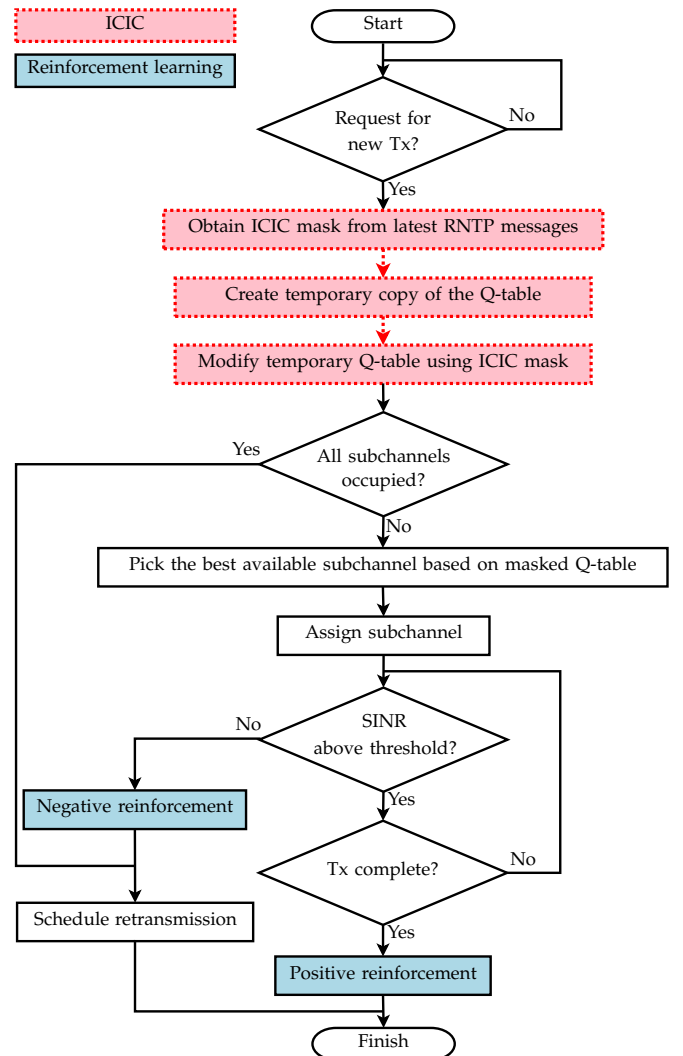 ICIC
Start
Reinforcement learning
Request for
new Tx?
No
Yes
Obtain ICIC mask from latest RNTP messages
Create temporary copy of the Q-table
Modify temporary Q-table using ICIC mask
Yes
All subchannels
occupied?
No
Pick the best available subchannel based on masked Q-table
Assign subchannel
No
SINR
above threshold?
Yes
Negative reinforcement
Tx complete?
No
Schedule retransmission
Yes
Positive reinforcement
Finish